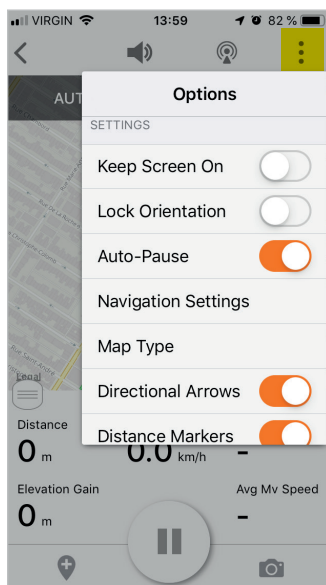 VIRGIN
13:59
82 %
AUT
Options
SETTINGS
Keep Screen On
Lock Orientation
Auto-Pause
Navigation Settings
Map Type
Directional Arrows
Distance Markers
Legal
Distance
0 m
0.0 km/h
-
Elevation Gain
Avg Mv Speed
0 m
-